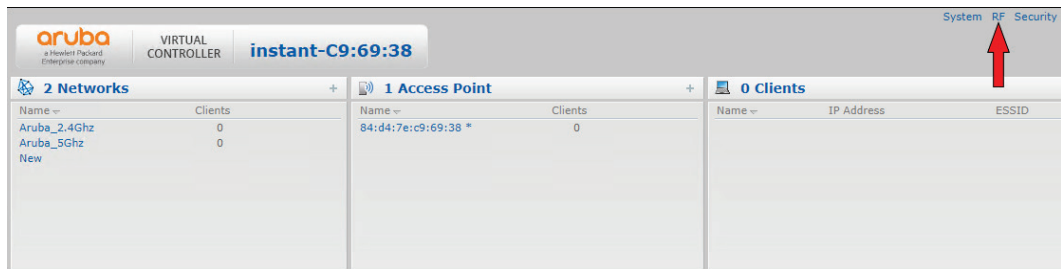 System RF Security
aruba
a Hewlett Packard
Enterprise company
VIRTUAL
CONTROLLER
instant-C9:69:38
2 Networks +
Name Clients
Aruba_2.4Ghz 0
Aruba_5Ghz 0
New
1 Access Point +
Name Clients
84:d4:7e:c9:69:38 * 0
0 Clients
Name IP Address ESSID